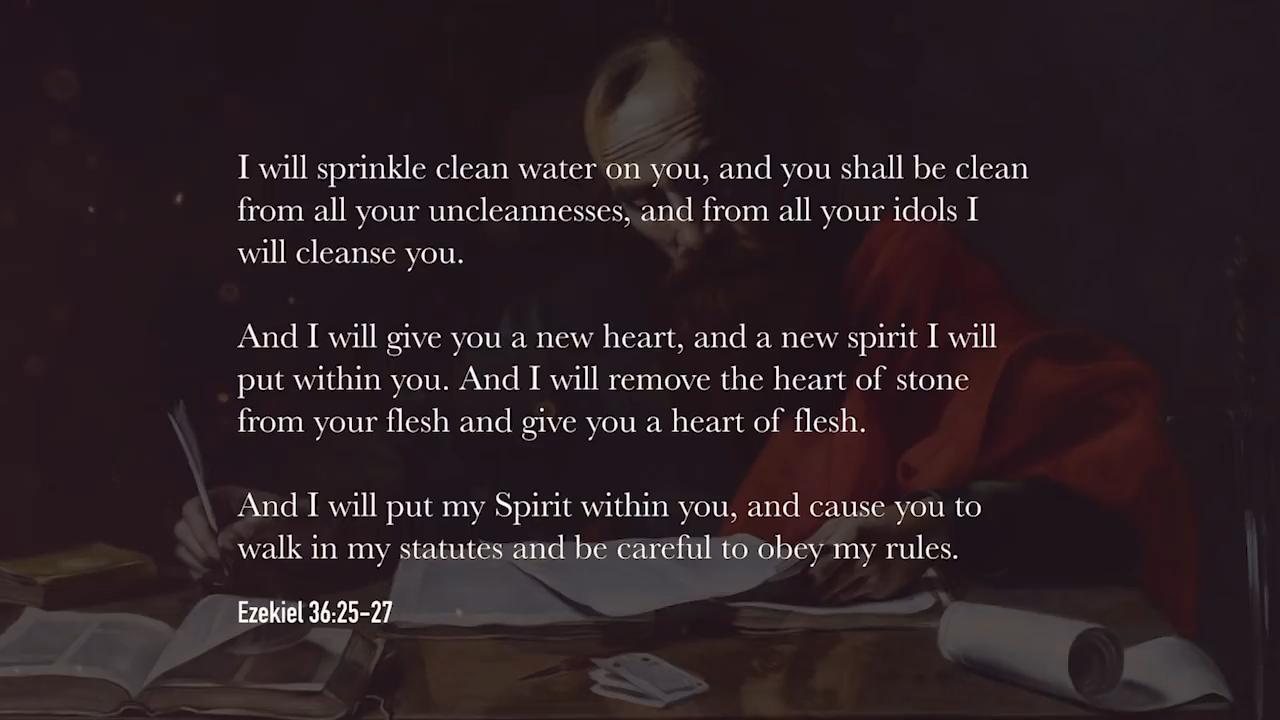 I will sprinkle clean water on you, and you shall be clean
from all your uncleannesses, and from all your idols I
will cleanse you.
And I will give you a new heart, and a new spirit I will
put within you. And I will remove the heart of stone
from your flesh and give you a heart of flesh.
And I will put my Spirit within you, and cause you to
walk in my statutes and be careful to obey my rules.
Ezekiel 36:25–27